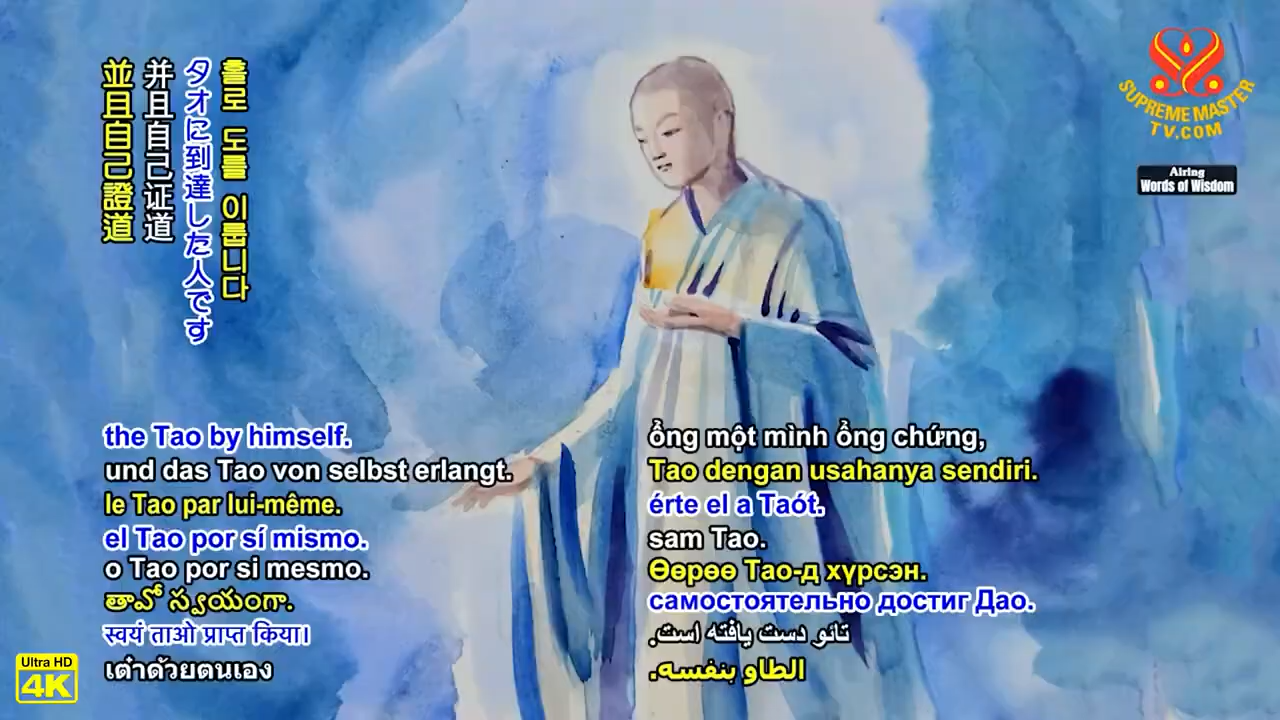 並且自己證道
并且自己证道
タオに到達した人です
홀로 도를 이룹니다
SUPREME MASTER
TV.COM
Airing
Words of Wisdom
the Tao by himself.
und das Tao von selbst erlangt.
le Tao par lui-même.
el Tao por sí mismo.
o Tao por si mesmo.
తావో స్వయంగా.
स्वयं ताओ प्राप्त किया।
เต๋าด้วยตนเอง
ổng một mình ổng chứng,
Tao dengan usahanya sendiri.
érte el a Taót.
sam Tao.
Өөрөө Тао-д хүрсэн.
самостоятельно достиг Дао.
تائو دست یافته است.
الطاو بنفسه.
Ultra HD
4K